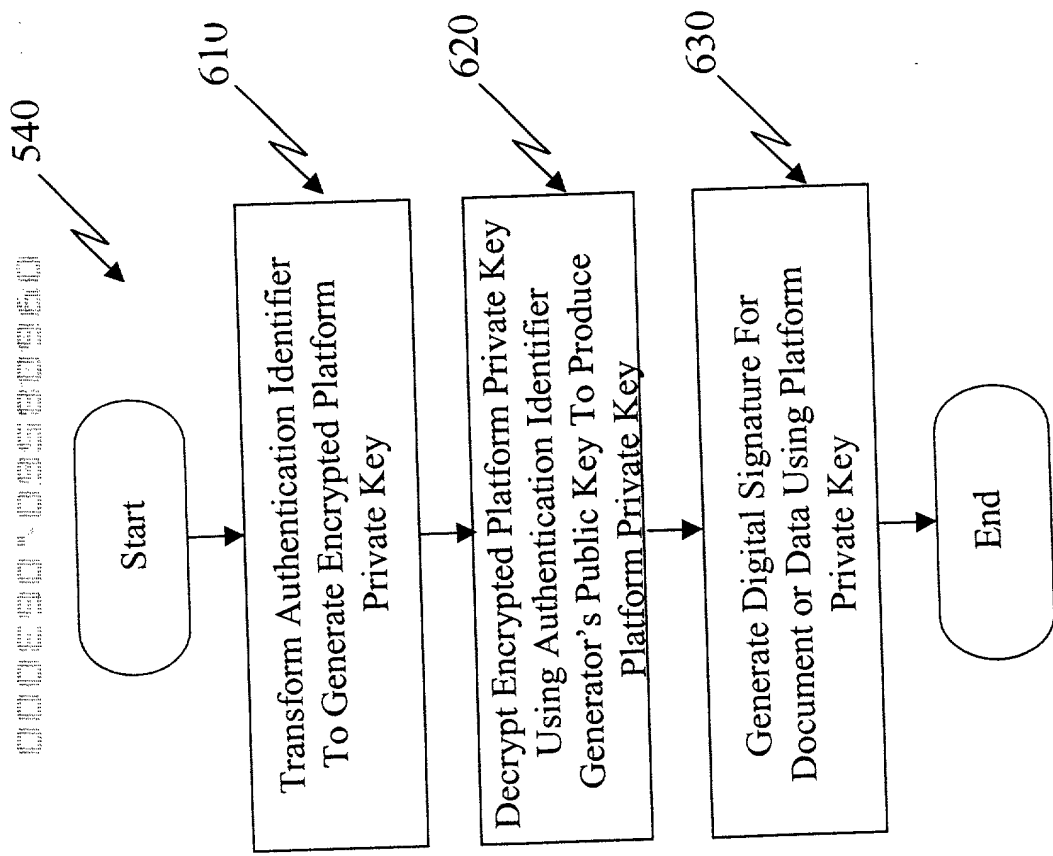 540
Start
610
Transform Authentication Identifier
To Generate Encrypted Platform
Private Key
620
Decrypt Encrypted Platform Private Key
Using Authentication Identifier
Generator's Public Key To Produce
Platform Private Key
630
Generate Digital Signature For
Document or Data Using Platform
Private Key
End